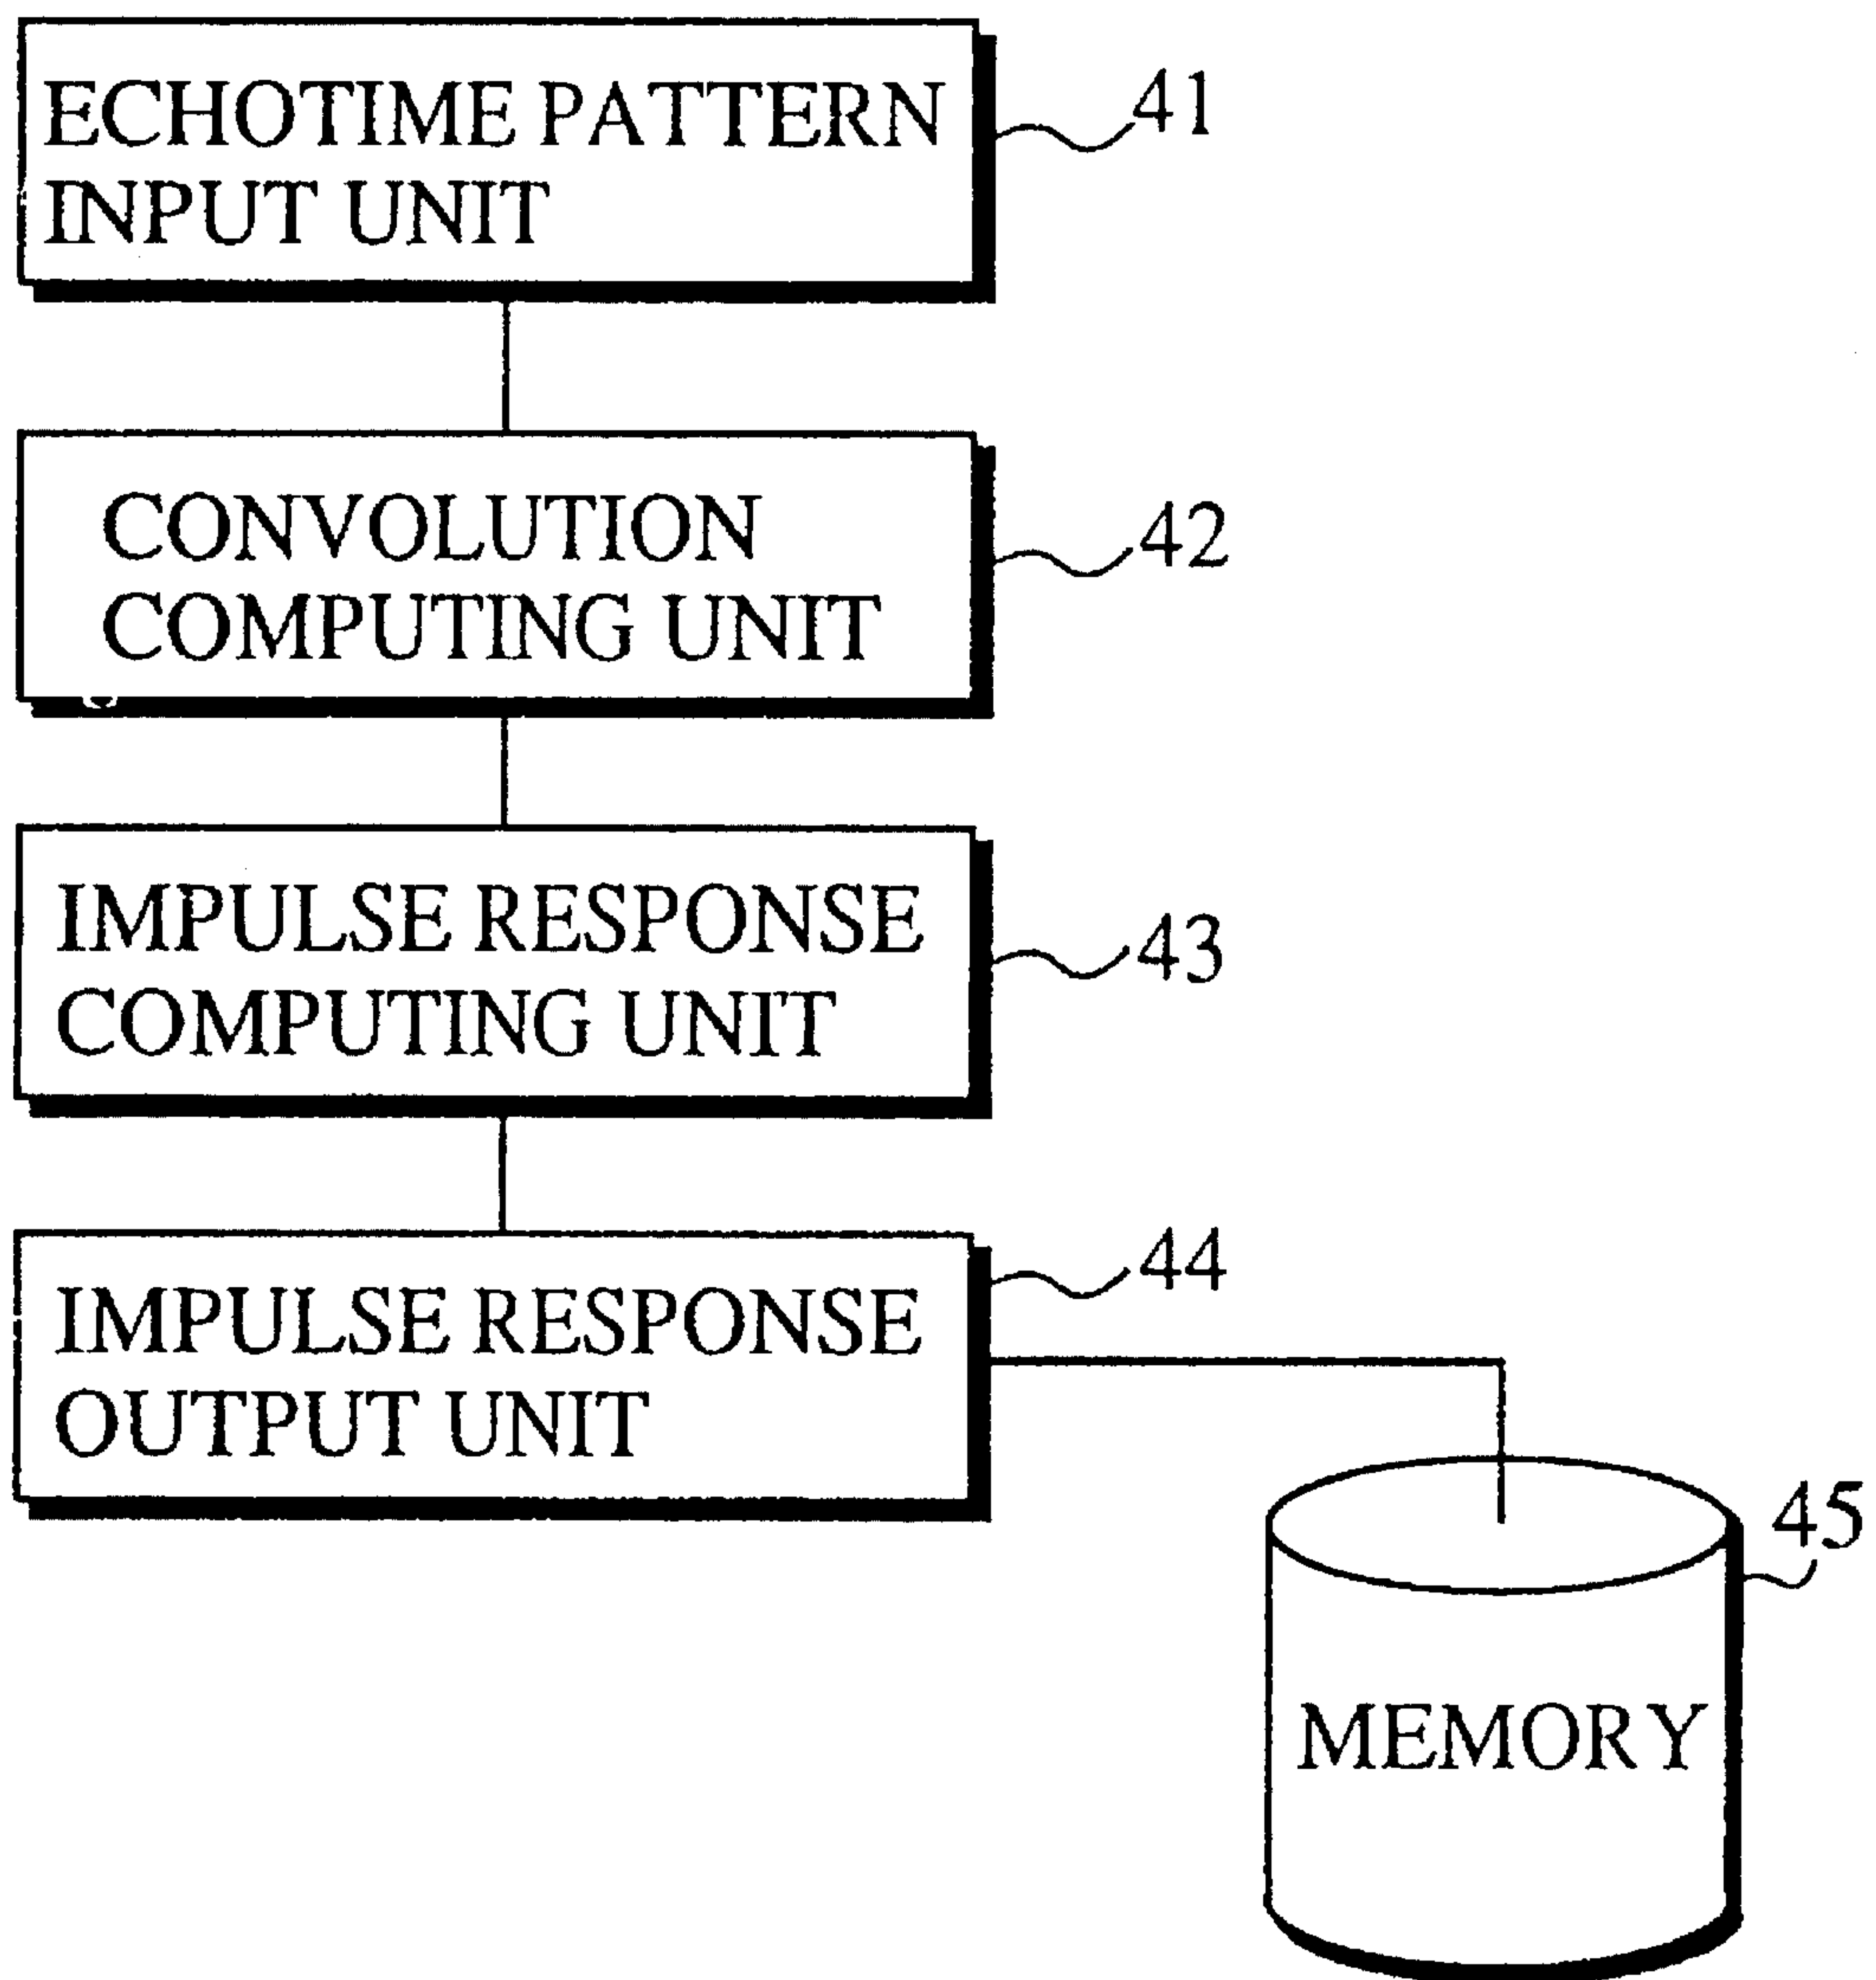 ECHOTIME PATTERN
INPUT UNIT
41
CONVOLUTION
COMPUTING UNIT
42
IMPULSE RESPONSE
COMPUTING UNIT
43
IMPULSE RESPONSE
OUTPUT UNIT
44
45
MEMORY